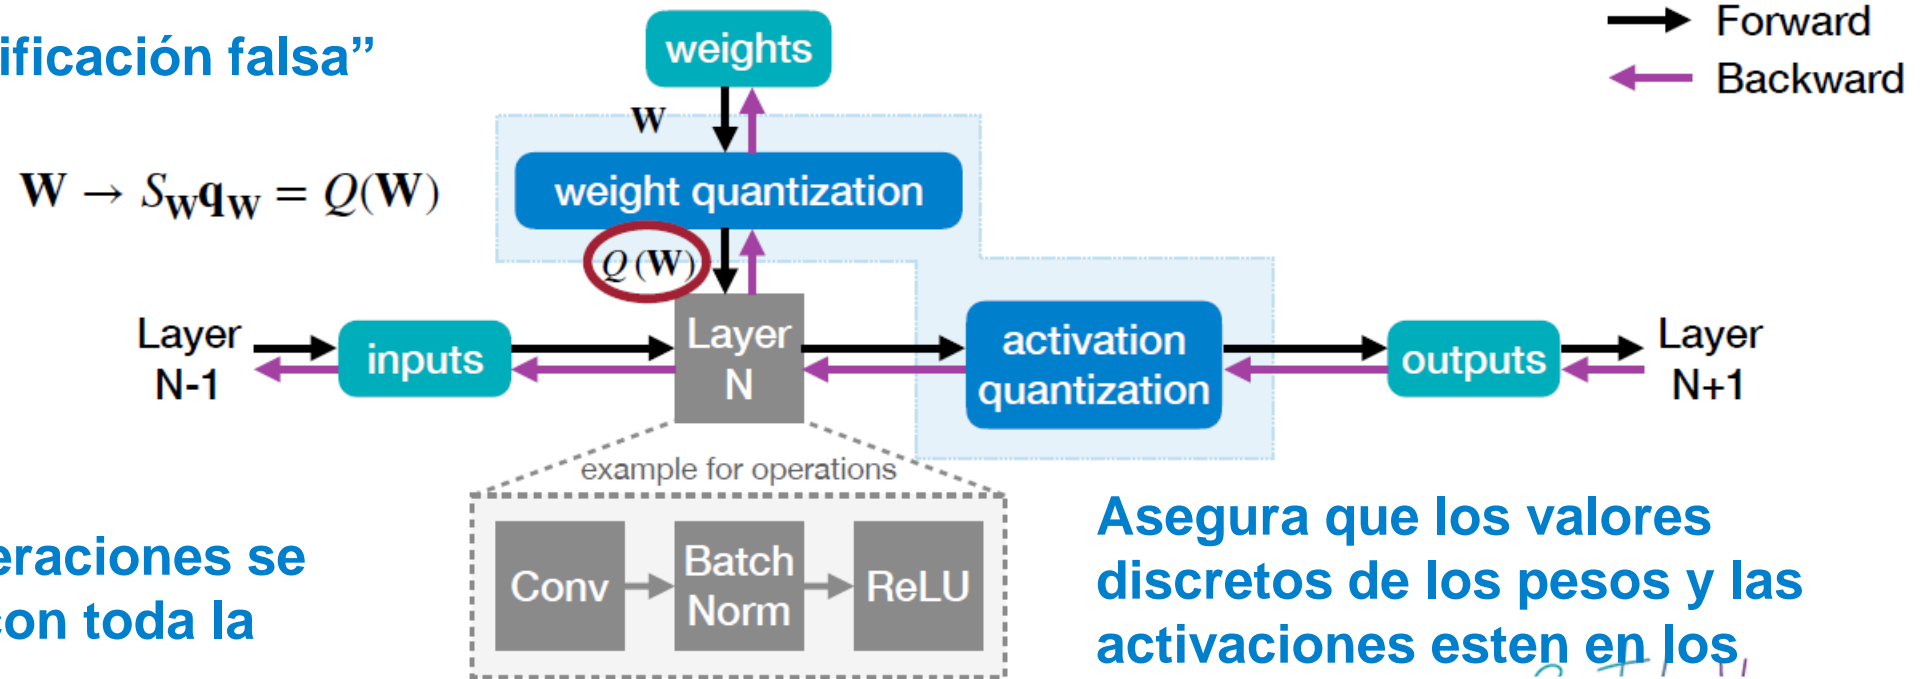 Forward
Backward
ificación falsa”
weights
W
W → S_W q_W = Q(W)
weight quantization
Q (W)
Layer N-1
inputs
Layer N
activation quantization
outputs
Layer N+1
example for operations
Conv
Batch Norm
ReLU
eraciones se
con toda la
Asegura que los valores
discretos de los pesos y las
activaciones esten en los